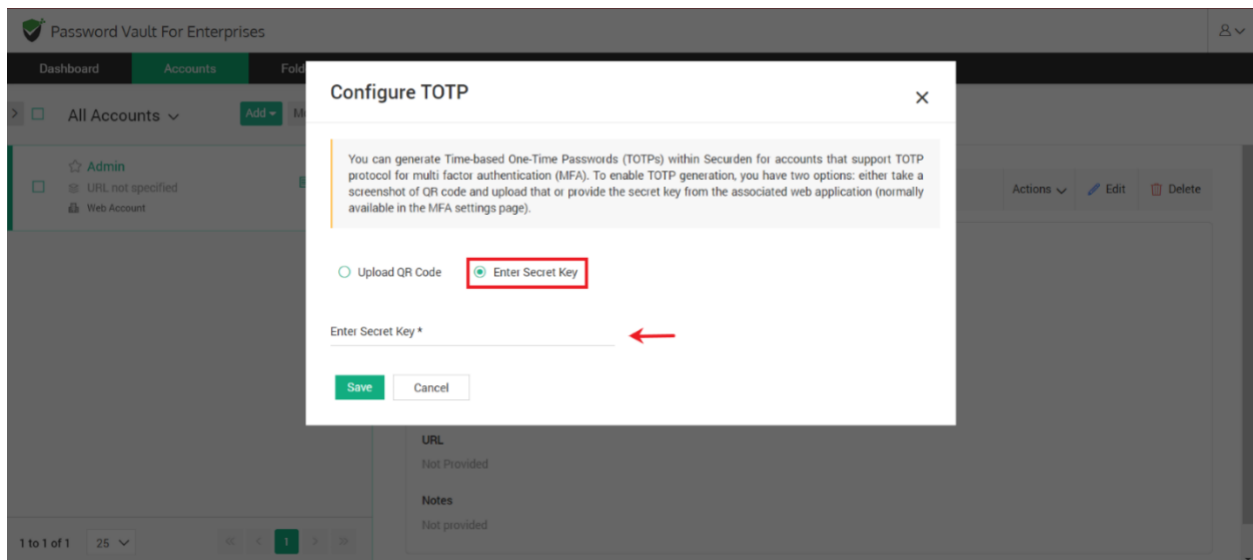 Password Vault For Enterprises
Dashboard Accounts
Configure TOTP
All Accounts Add
You can generate Time-based One-Time Passwords (TOTPs) within Securden for accounts that support TOTP
protocol for multi factor authentication (MFA). To enable TOTP generation, you have two options: either take a
screenshot of QR code and upload that or provide the secret key from the associated web application (normally
available in the MFA settings page).
Admin
URL not specified
Web Account
Actions Edit Delete
Upload QR Code Enter Secret Key
Enter Secret Key *
Save Cancel
URL
Not Provided
Notes
Not provided
1 to 1 of 1 25 « < 1 > »